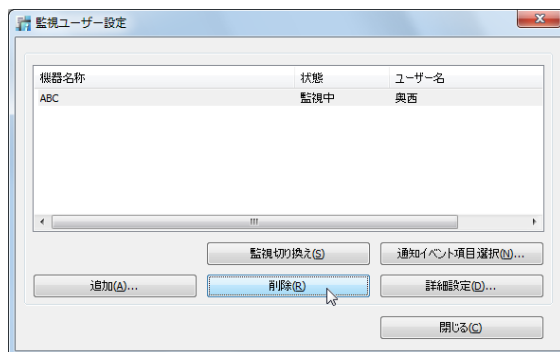 監視ユーザー設定
機器名称 状態 ユーザー名
ABC 監視中 奥西
監視切り換え(S) 通知イベント項目選択(N)...
追加(A)... 削除(R) 詳細設定(D)...
閉じる(C)